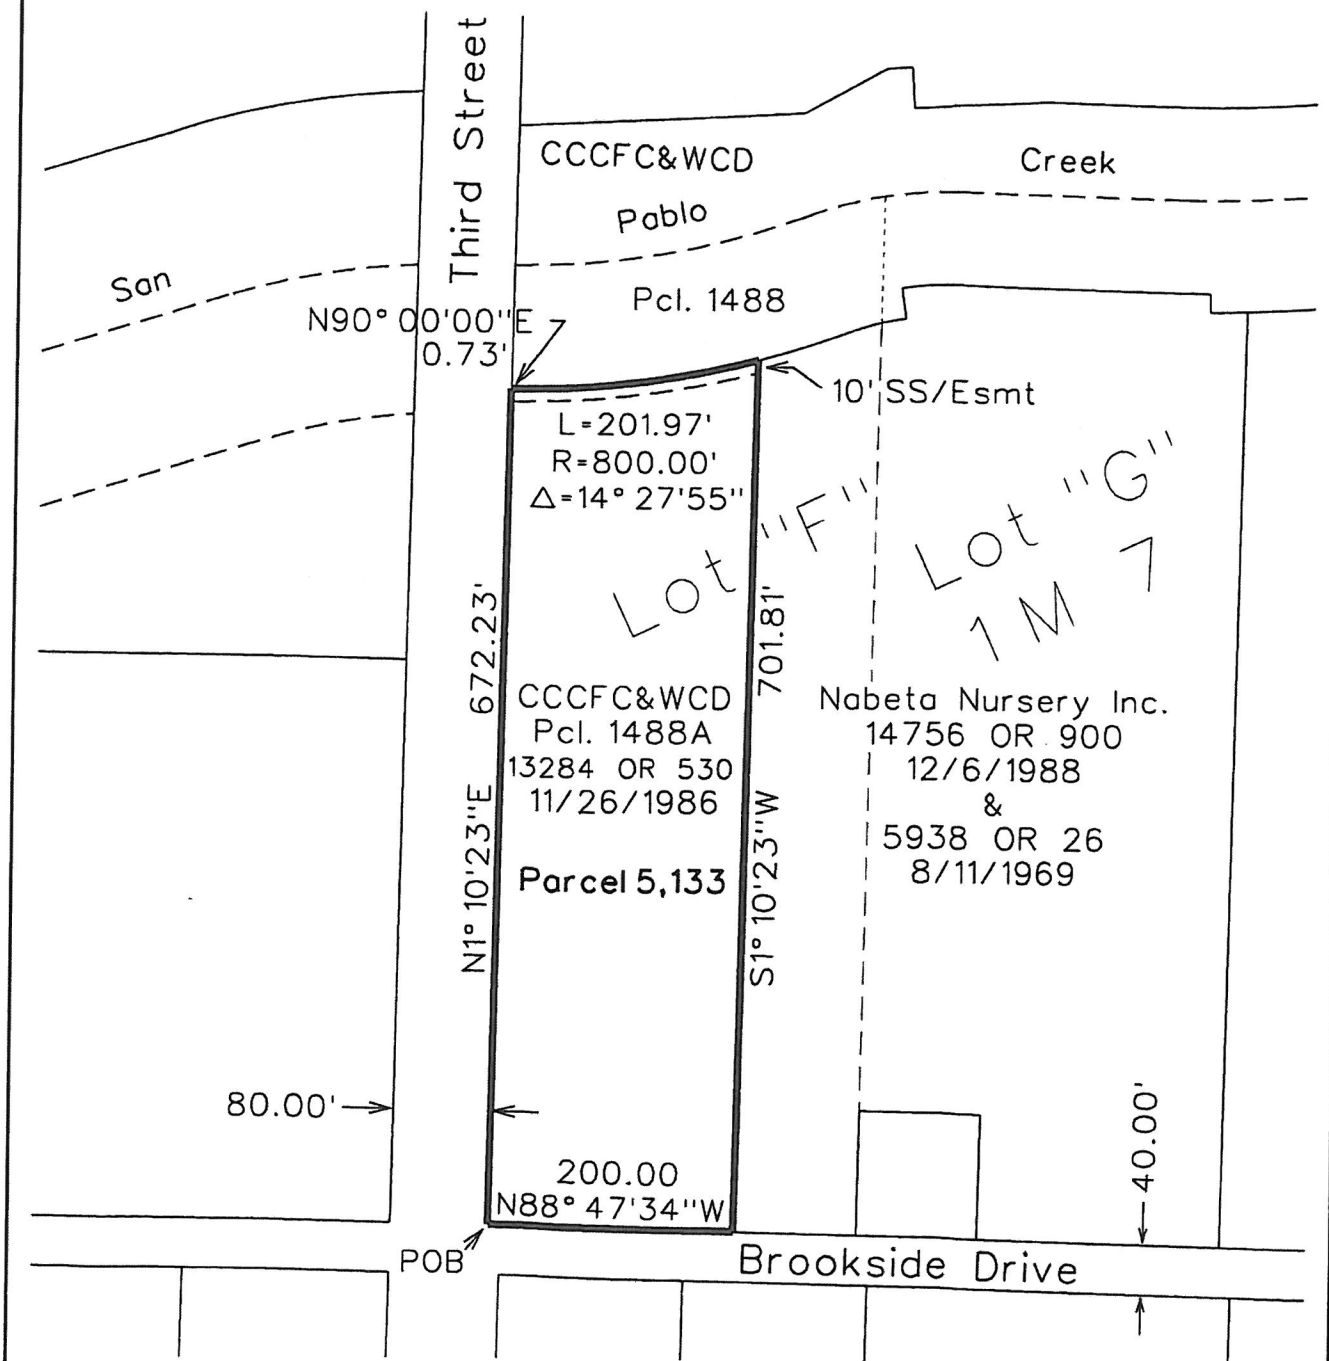 Third Street
CCCFC&WCD
Creek
Pablo
San
Pcl. 1488
N90° 00'00"E
0.73'
10' SS/Esmt
L=201.97'
R=800.00'
Δ=14° 27'55"
Lot "F"
Lot "G"
1 M 7
672.23'
N1° 10'23"E
701.81'
S1° 10'23"W
CCCFC&WCD
Pcl. 1488A
13284 OR 530
11/26/1986
Parcel 5,133
Nabeta Nursery Inc.
14756 OR 900
12/6/1988
&
5938 OR 26
8/11/1969
80.00'
40.00'
200.00
N88° 47'34"W
POB
Brookside Drive